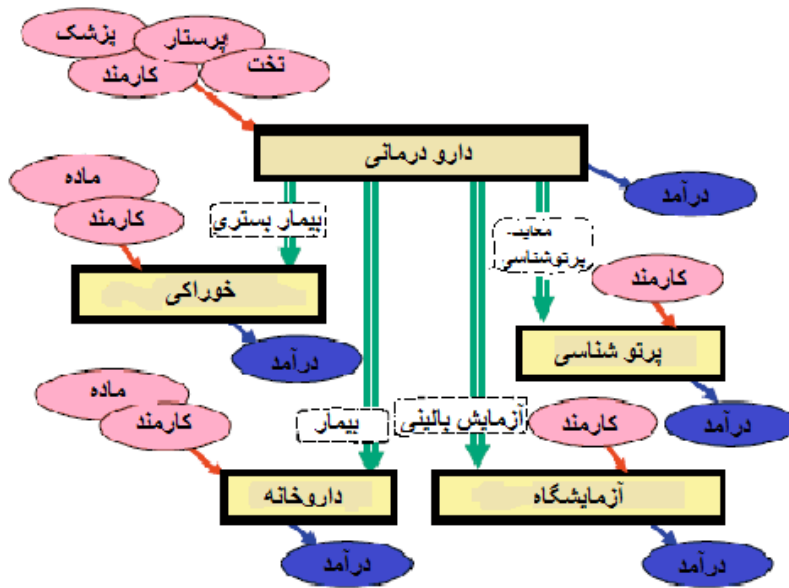 پزشک
پرستار
کارمند
تخت
دارو درمانی
درآمد
ماده
کارمند
بیمار بستری
معاید-
پرتوشناسی
کارمند
خوراکی
درآمد
پرتو شناسی
درآمد
ماده
کارمند
بیمار
آزمایش بالینی
کارمند
داروخانه
آزمایشگاه
درآمد
درآمد